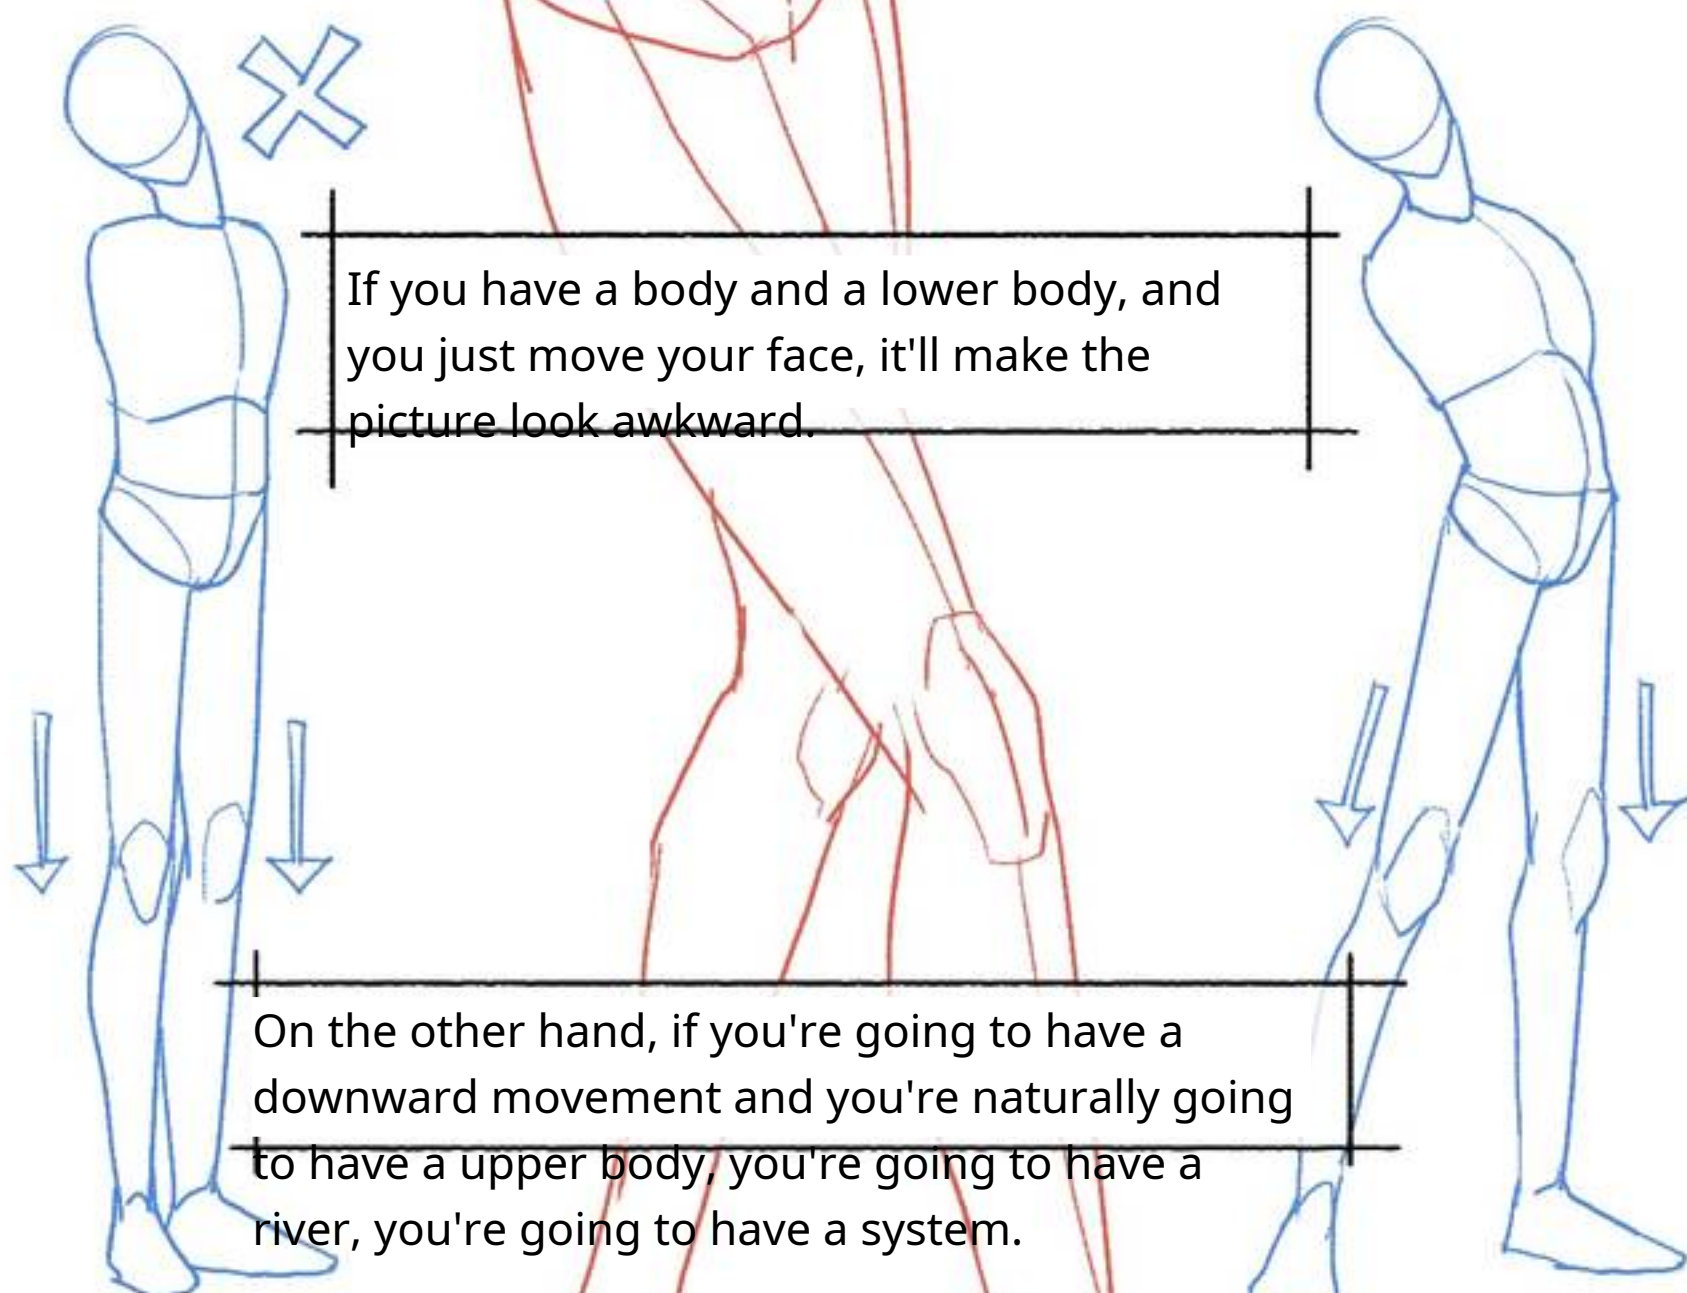 If you have a body and a lower body, and
you just move your face, it'll make the
picture look awkward.
On the other hand, if you're going to have a
downward movement and you're naturally going
to have a upper body, you're going to have a
river, you're going to have a system.